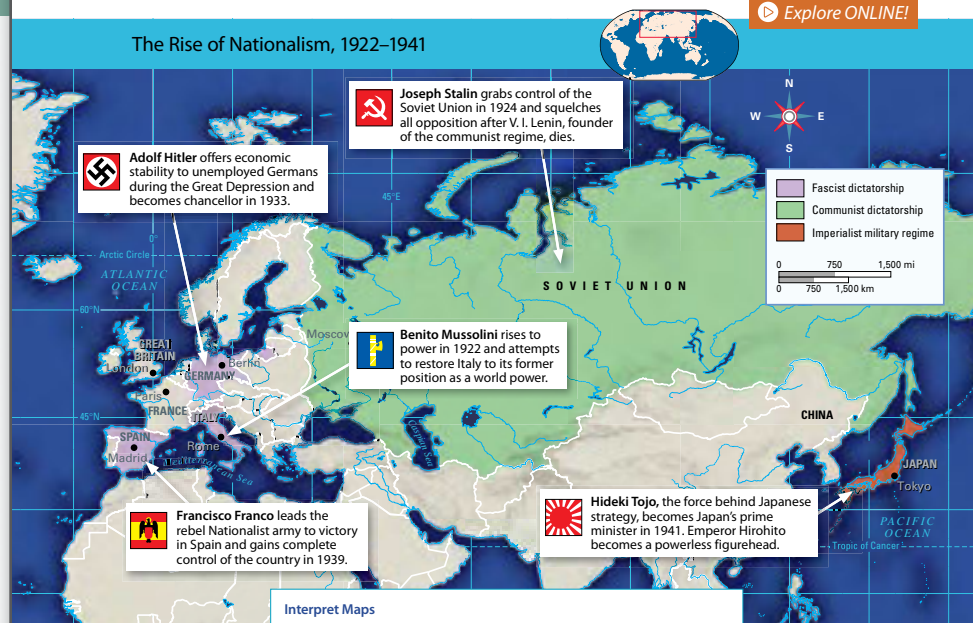 Explore ONLINE!
The Rise of Nationalism, 1922–1941
Joseph Stalin grabs control of the
Soviet Union in 1924 and squelches
all opposition after V. I. Lenin, founder
of the communist regime, dies.
N
W
E
S
Adolf Hitler offers economic
stability to unemployed Germans
during the Great Depression and
becomes chancellor in 1933.
Fascist dictatorship
Communist dictatorship
Imperialist military regime
0 750 1,500 mi
0 750 1,500 km
45°E
0°
Arctic Circle
ATLANTIC
OCEAN
60°N
SOVIET UNION
Moscow
GREAT
BRITAIN
London
Berlin
GERMANY
Paris
FRANCE
Benito Mussolini rises to
power in 1922 and attempts
to restore Italy to its former
position as a world power.
45°N
ITALY
Rome
SPAIN
Madrid
Mediterranean Sea
Caspian Sea
CHINA
JAPAN
Tokyo
Francisco Franco leads the
rebel Nationalist army to victory
in Spain and gains complete
control of the country in 1939.
Hideki Tojo, the force behind Japanese
strategy, becomes Japan's prime
minister in 1941. Emperor Hirohito
becomes a powerless figurehead.
PACIFIC
OCEAN
Tropic of Cancer
Interpret Maps